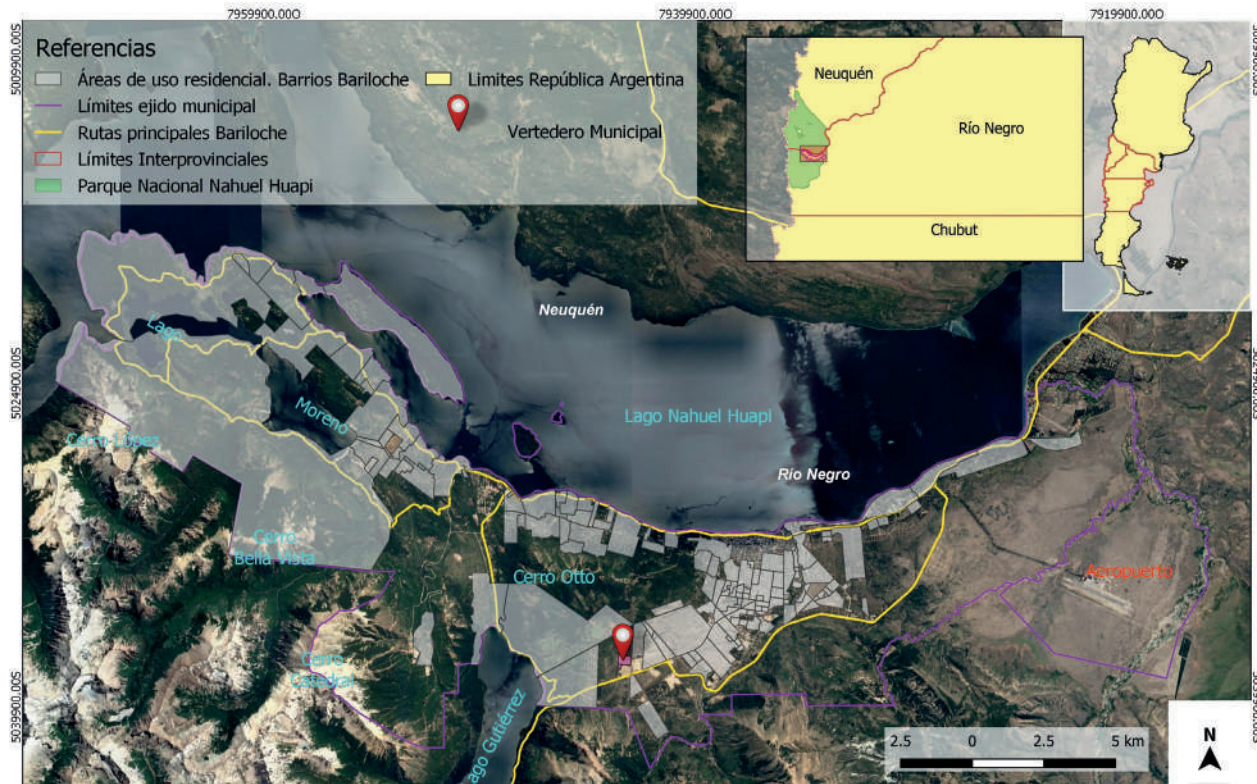 7959900.00O
7939900.00O
7919900.00O
5009900.00S
Referencias
Áreas de uso residencial. Barrios Bariloche
Limites República Argentina
Límites ejido municipal
Rutas principales Bariloche
Vertedero Municipal
Límites Interprovinciales
Parque Nacional Nahuel Huapi
Neuquén
Río Negro
Chubut
Neuquén
Lago
Moreno
5024900.00S
Lago Nahuel Huapi
Cerro López
Río Negro
Cerro
Bella Vista
Cerro Otto
Aeropuerto
Cerro
Catedral
5039900.00S
Lago Gutiérrez
2.5 0 2.5 5 km
N